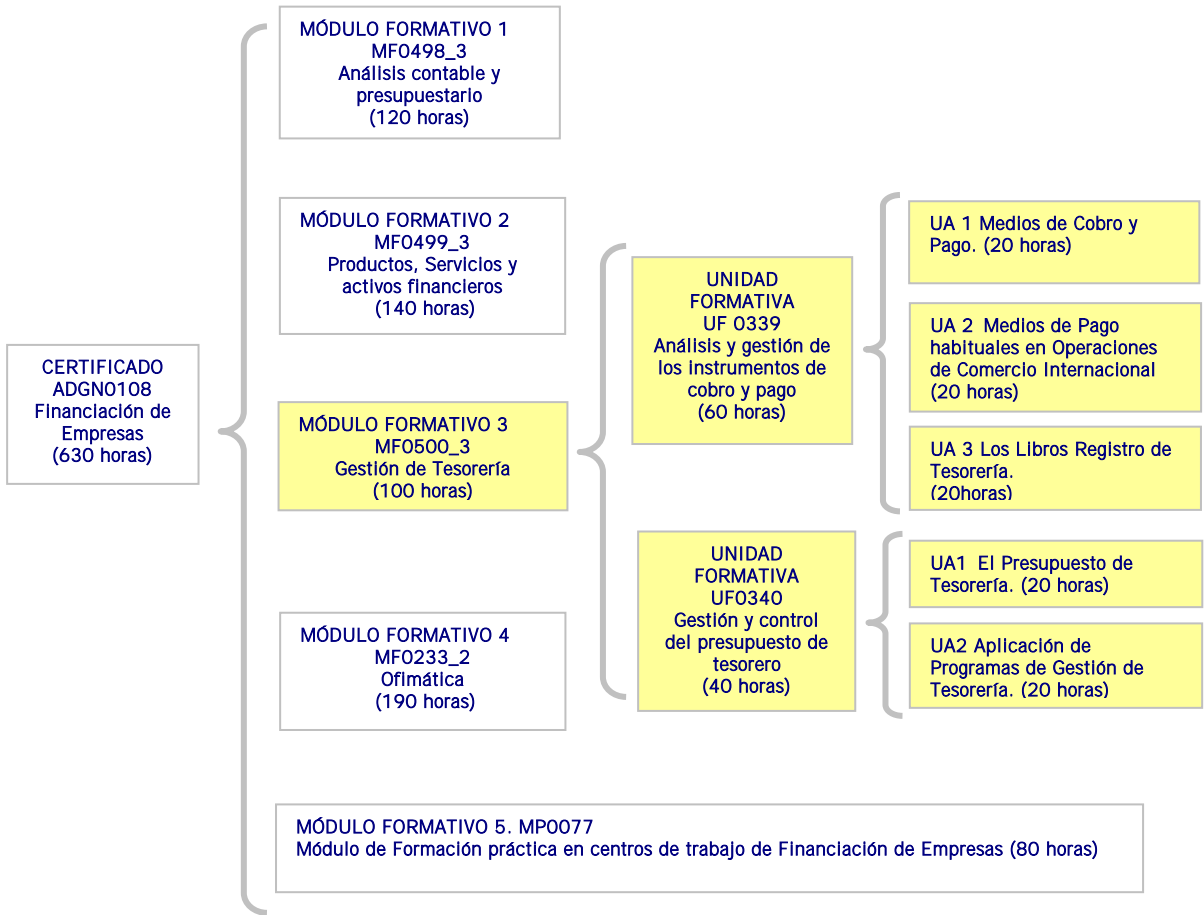 CERTIFICADO
ADGN0108
Financiación de
Empresas
(630 horas)
MÓDULO FORMATIVO 1
MF0498_3
Análisis contable y
presupuestario
(120 horas)
MÓDULO FORMATIVO 2
MF0499_3
Productos, Servicios y
activos financieros
(140 horas)
MÓDULO FORMATIVO 3
MF0500_3
Gestión de Tesorería
(100 horas)
UNIDAD
FORMATIVA
UF 0339
Análisis y gestión de
los instrumentos de
cobro y pago
(60 horas)
UA 1 Medios de Cobro y
Pago. (20 horas)
UA 2 Medios de Pago
habituales en Operaciones
de Comercio Internacional
(20 horas)
UA 3 Los Libros Registro de
Tesorería.
(20horas)
UNIDAD
FORMATIVA
UF0340
Gestión y control
del presupuesto de
tesorero
(40 horas)
UA1 El Presupuesto de
Tesorería. (20 horas)
UA2 Aplicación de
Programas de Gestión de
Tesorería. (20 horas)
MÓDULO FORMATIVO 4
MF0233_2
Ofimática
(190 horas)
MÓDULO FORMATIVO 5. MP0077
Módulo de Formación práctica en centros de trabajo de Financiación de Empresas (80 horas)